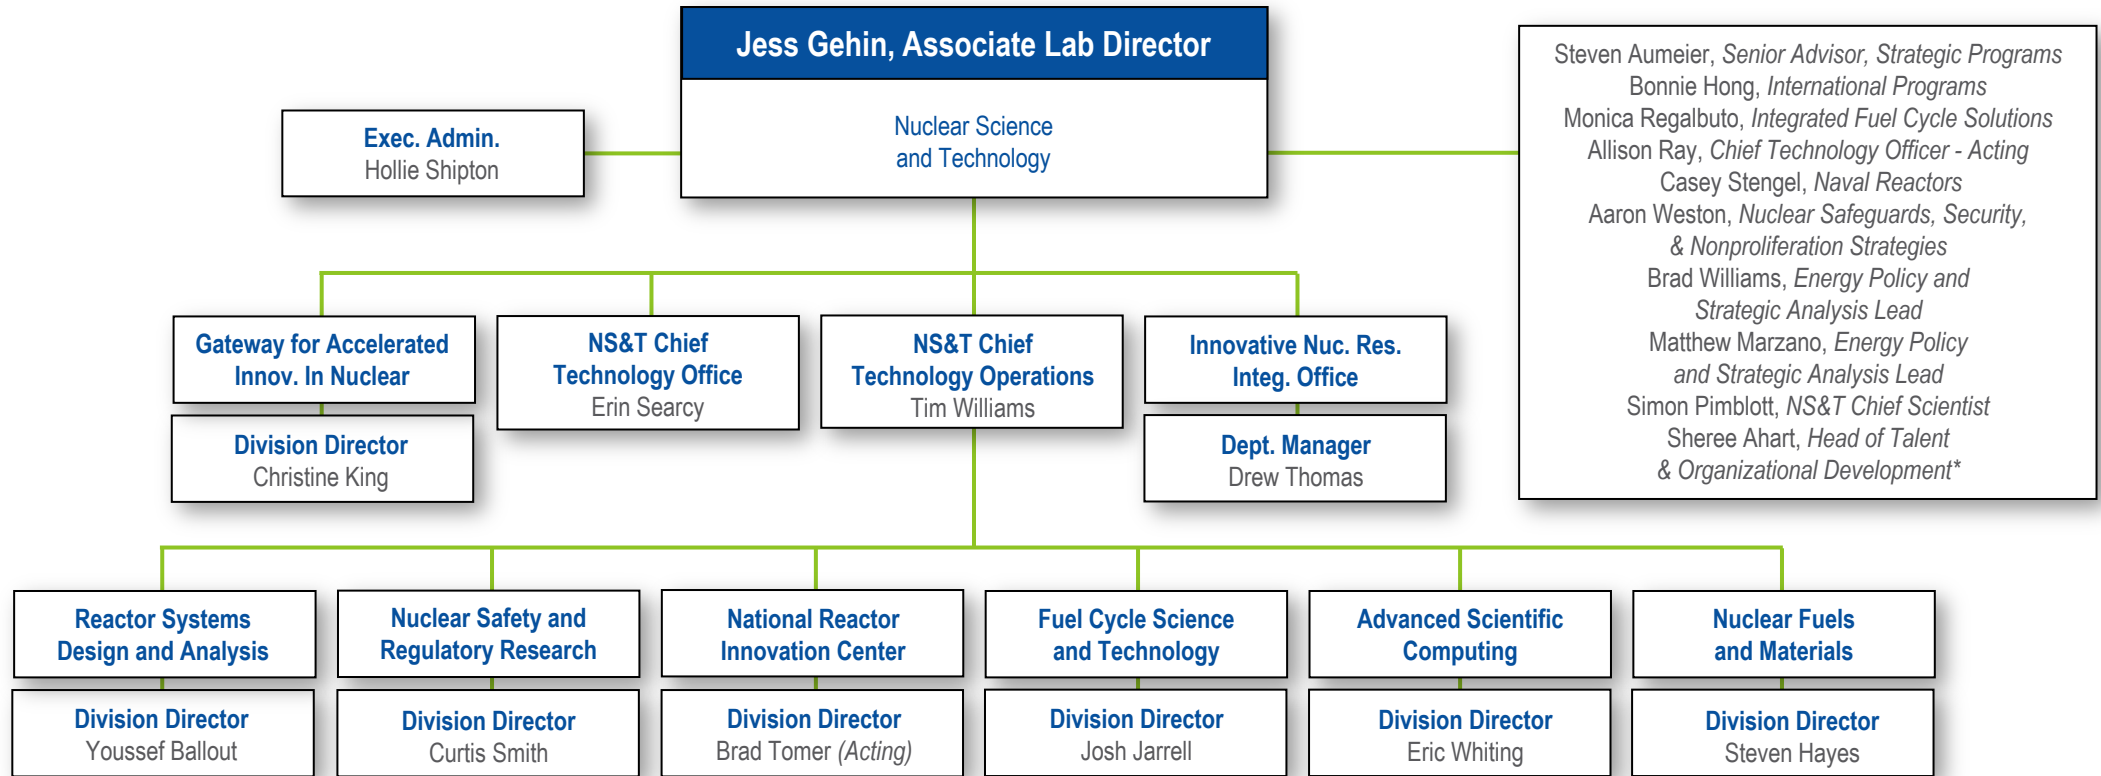 Jess Gehin, Associate Lab Director
Nuclear Science
and Technology
Exec. Admin.
Hollie Shipton
Steven Aumeier, Senior Advisor, Strategic Programs
Bonnie Hong, International Programs
Monica Regalbuto, Integrated Fuel Cycle Solutions
Allison Ray, Chief Technology Officer - Acting
Casey Stengel, Naval Reactors
Aaron Weston, Nuclear Safeguards, Security,
& Nonproliferation Strategies
Brad Williams, Energy Policy and
Strategic Analysis Lead
Matthew Marzano, Energy Policy
and Strategic Analysis Lead
Simon Pimblott, NS&T Chief Scientist
Sheree Ahart, Head of Talent
& Organizational Development*
Gateway for Accelerated
Innov. In Nuclear
Division Director
Christine King
NS&T Chief
Technology Office
Erin Searcy
NS&T Chief
Technology Operations
Tim Williams
Innovative Nuc. Res.
Integ. Office
Dept. Manager
Drew Thomas
Reactor Systems
Design and Analysis
Division Director
Youssef Ballout
Nuclear Safety and
Regulatory Research
Division Director
Curtis Smith
National Reactor
Innovation Center
Division Director
Brad Tomer (Acting)
Fuel Cycle Science
and Technology
Division Director
Josh Jarrell
Advanced Scientific
Computing
Division Director
Eric Whiting
Nuclear Fuels
and Materials
Division Director
Steven Hayes